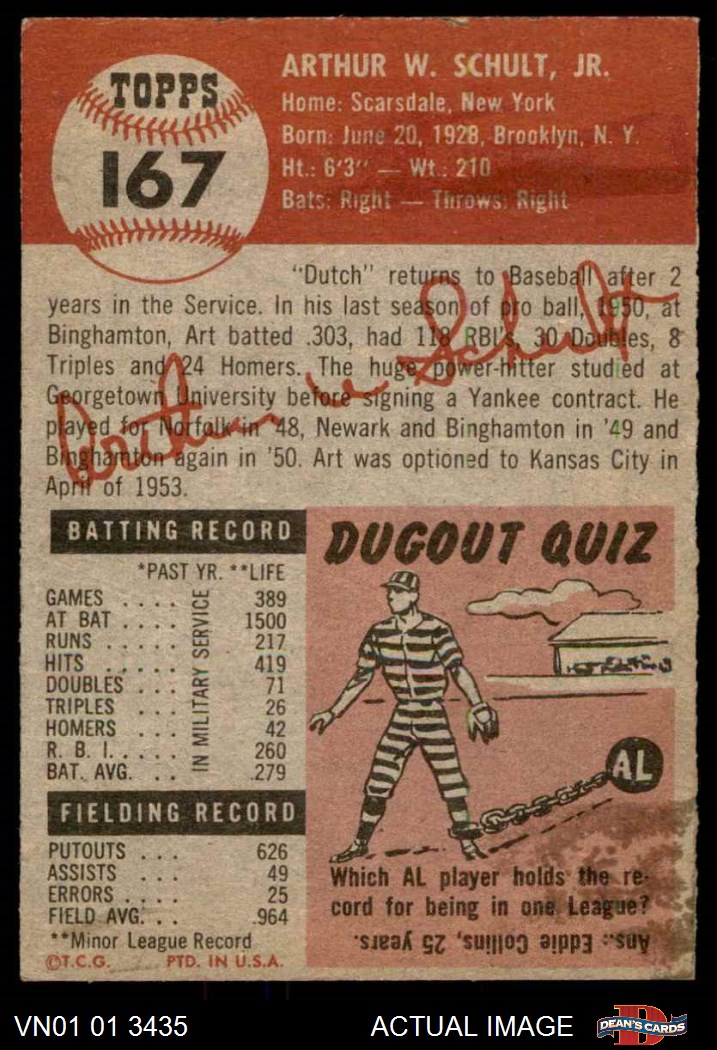 TOPPS
167
ARTHUR W. SCHULT, JR.
Home: Scarsdale, New York
Born: June 20, 1928, Brooklyn, N. Y.
Ht.: 6'3" — Wt.: 210
Bats: Right — Throws: Right
"Dutch" returns to Baseball after 2
years in the Service. In his last season of pro ball, 1950, at
Binghamton, Art batted .303, had 118 RBI's, 30 Doubles, 8
Triples and 24 Homers. The huge power-hitter studied at
Georgetown University before signing a Yankee contract. He
played for Norfolk in '48, Newark and Binghamton in '49 and
Binghamton again in '50. Art was optioned to Kansas City in
April of 1953.
Arthur W Schult
BATTING RECORD
*PAST YR. **LIFE
GAMES .... 389
AT BAT .... 1500
RUNS ..... 217
HITS ..... 419
DOUBLES ... 71
TRIPLES ... 26
HOMERS ... 42
R. B. I. .... 260
BAT. AVG. ... .279
IN MILITARY SERVICE
FIELDING RECORD
PUTOUTS ... 626
ASSISTS ... 49
ERRORS .... 25
FIELD AVG. ... .964
**Minor League Record
©T.C.G. PTD. IN U.S.A.
DUGOUT QUIZ
AL
Which AL player holds the re-
cord for being in one League?
Ans.: Eddie Collins, 25 years.
VN01 01 3435
ACTUAL IMAGE
D
DEAN'S CARDS